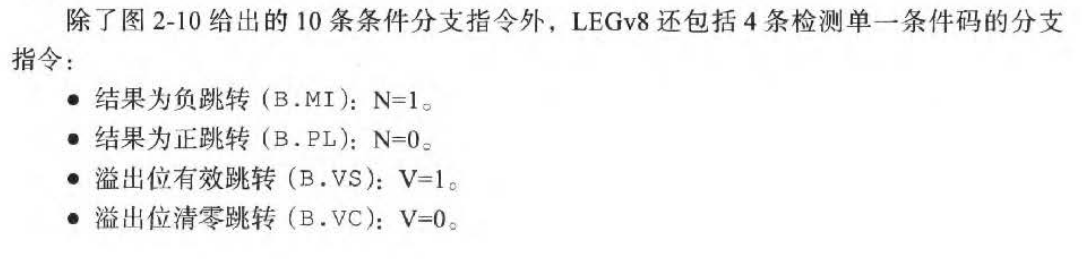 除了图 2-10 给出的 10 条条件分支指令外，LEGv8 还包括 4 条检测单一条件码的分支
指令：
● 结果为负跳转（B.MI）：N=1。
● 结果为正跳转（B.PL）：N=0。
● 溢出位有效跳转（B.VS）：V=1。
● 溢出位清零跳转（B.VC）：V=0。